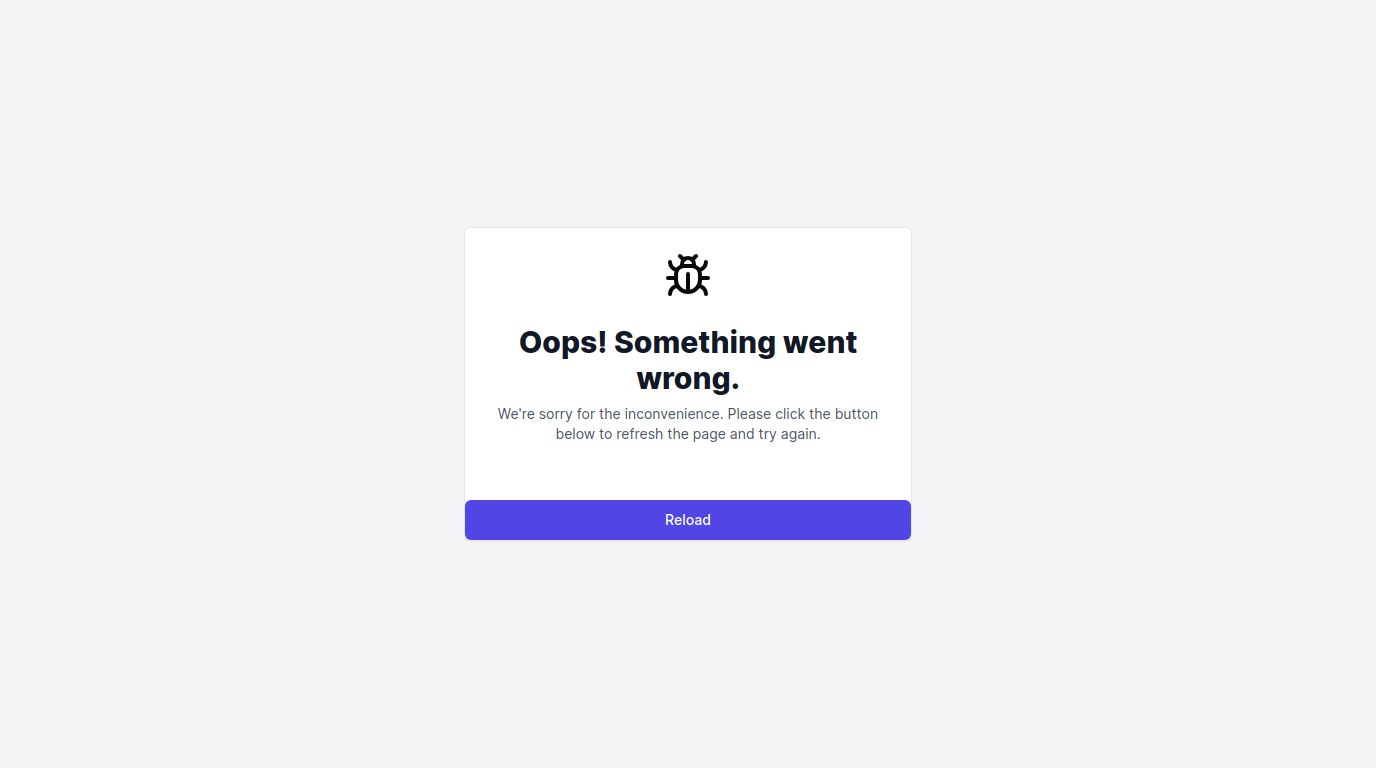 Oops! Something went
wrong.
We're sorry for the inconvenience. Please click the button
below to refresh the page and try again.
Reload